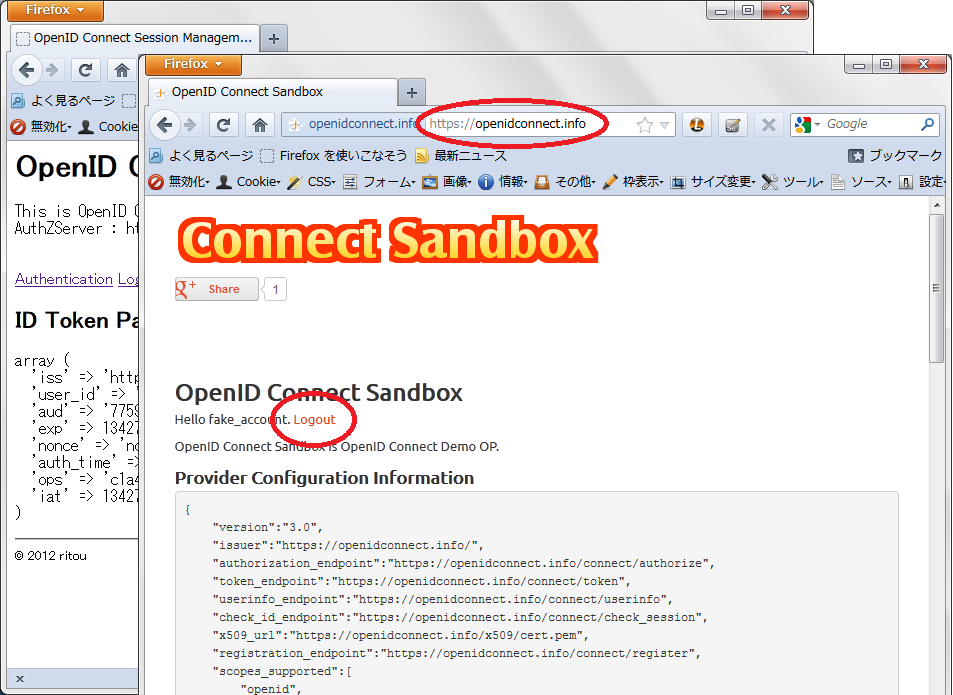 Firefox
OpenID Connect Session Managem...
よく見るページ
無効化 Cookie
OpenID
This is OpenID
AuthZServer : ht
Authentication Log
ID Token Pa
array (
'iss' => 'http
'user_id' => '
'aud' => '7759
'exp' => 13427
'nonce' => 'no
'auth_time' =>
'ops' => 'c1a4
'iat' => 13427
)
© 2012 ritou
Firefox
OpenID Connect Sandbox
openidconnect.info https://openidconnect.info Google
よく見るページ Firefox を使いこなそう 最新ニュース ブックマーク
無効化 Cookie CSS フォーム 画像 情報 その他 枠表示 サイズ変更 ツール ソース 設定
Connect Sandbox
g+ Share 1
OpenID Connect Sandbox
Hello fake_account. Logout
OpenID Connect Sandbox is OpenID Connect Demo OP.
Provider Configuration Information
{
"version":"3.0",
"issuer":"https://openidconnect.info/",
"authorization_endpoint":"https://openidconnect.info/connect/authorize",
"token_endpoint":"https://openidconnect.info/connect/token",
"userinfo_endpoint":"https://openidconnect.info/connect/userinfo",
"check_id_endpoint":"https://openidconnect.info/connect/check_session",
"x509_url":"https://openidconnect.info/x509/cert.pem",
"registration_endpoint":"https://openidconnect.info/connect/register",
"scopes_supported":[
"openid",